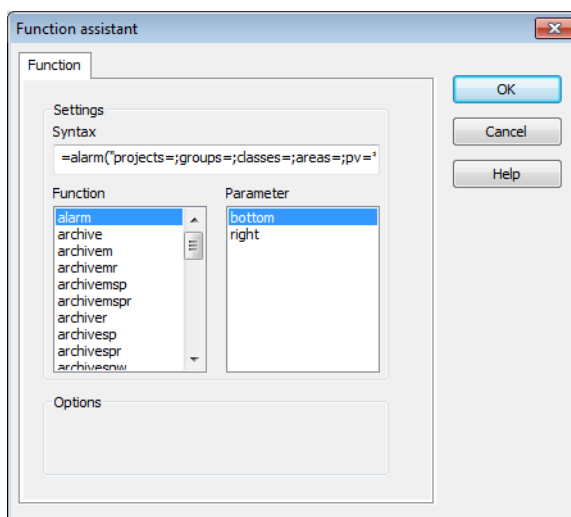 Function assistant
Function
OK
Cancel
Help
Settings
Syntax
=alarm("projects=;groups=;classes=;areas=;pv=*
Function
Parameter
alarm
archive
archivem
archivemr
archivemsp
archivemspr
archiver
archivesp
archivespr
archivespw
bottom
right
Options